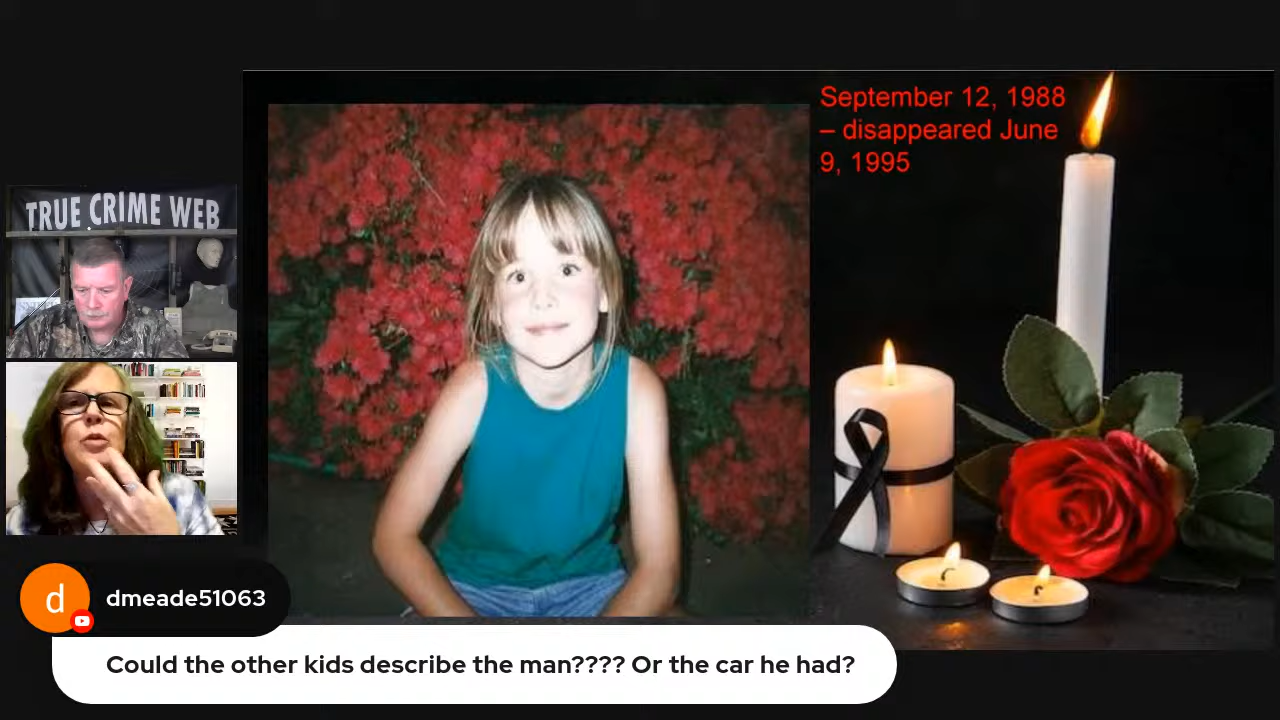 September 12, 1988
– disappeared June
9, 1995
TRUE CRIME WEB
d
dmeade51063
Could the other kids describe the man???? Or the car he had?